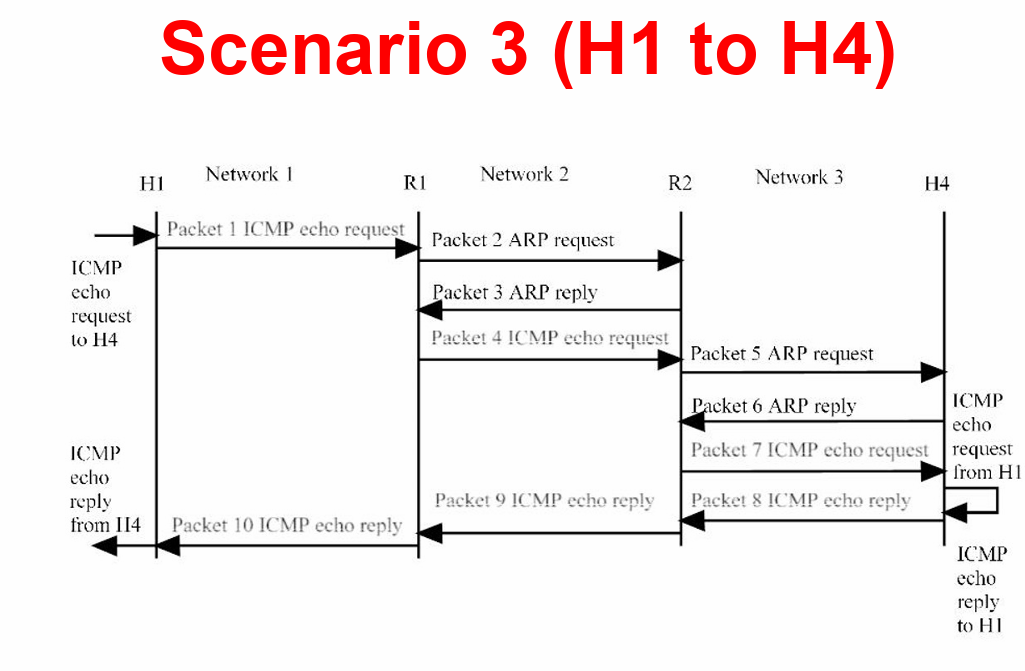 Scenario 3 (H1 to H4)
Network 1
Network 2
Network 3
H1
R1
R2
H4
Packet 1 ICMP echo request
Packet 2 ARP request
ICMP
echo
request
to H4
Packet 3 ARP reply
Packet 4 ICMP echo request
Packet 5 ARP request
Packet 6 ARP reply
ICMP
echo
request
from H1
Packet 7 ICMP echo request
ICMP
echo
reply
from H4
Packet 8 ICMP echo reply
Packet 9 ICMP echo reply
Packet 10 ICMP echo reply
ICMP
echo
reply
to H1